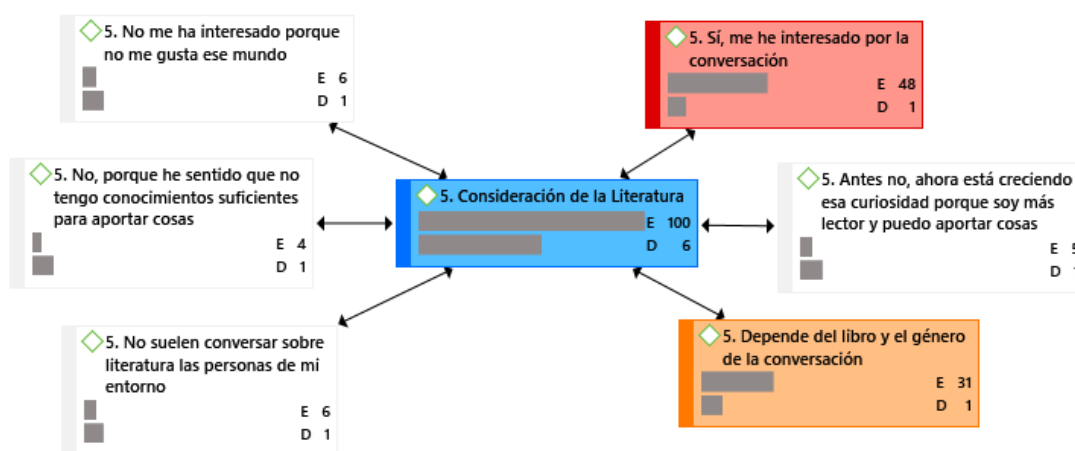 5. No me ha interesado porque
no me gusta ese mundo
E 6
D 1
5. Sí, me he interesado por la
conversación
E 48
D 1
5. No, porque he sentido que no
tengo conocimientos suficientes
para aportar cosas
E 4
D 1
5. Consideración de la Literatura
E 100
D 6
5. Antes no, ahora está creciendo
esa curiosidad porque soy más
lector y puedo aportar cosas
E
D
5. No suelen conversar sobre
literatura las personas de mi
entorno
E 6
D 1
5. Depende del libro y el género
de la conversación
E 31
D 1